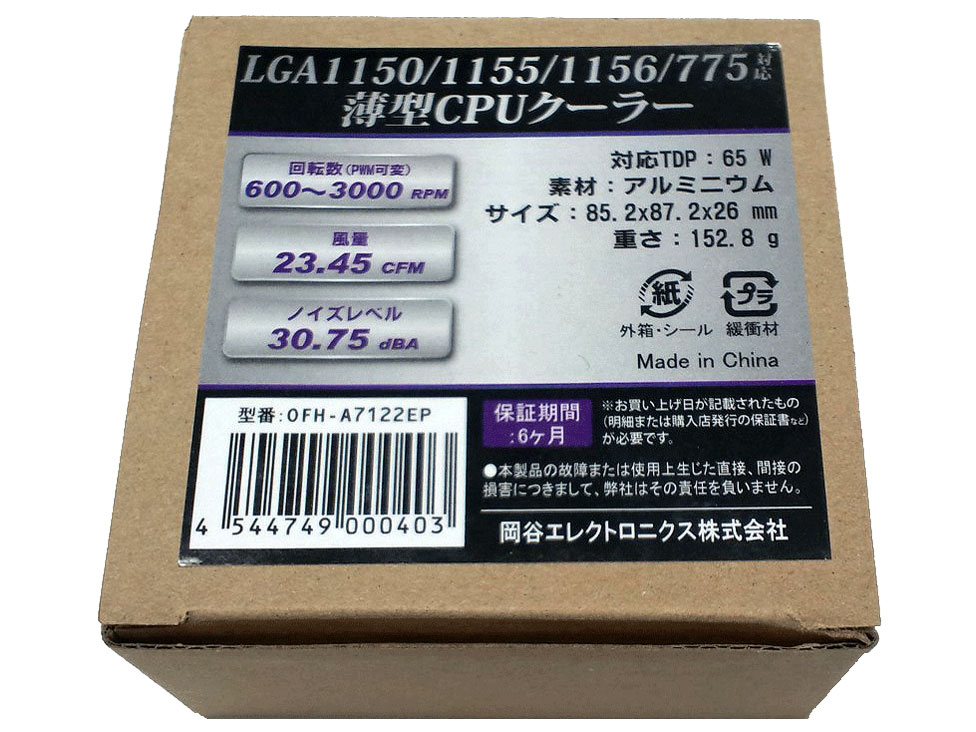 LGA1150/1155/1156/775対応
薄型CPUクーラー
回転数(PWM可変)
600～3000 RPM
風量
23.45 CFM
ノイズレベル
30.75 dBA
対応TDP：65 W
素材：アルミニウム
サイズ：85.2x87.2x26 mm
重さ：152.8 g
紙
プラ
外箱・シール 緩衝材
Made in China
型番:OFH-A7122EP
4 544749 000403
保証期間
:6ヶ月
※お買い上げ日が記載されたもの
(明細または購入店発行の保証書など)
が必要です。
●本製品の故障または使用上生じた直接、間接の
損害につきまして、弊社はその責任を負いません。
岡谷エレクトロニクス株式会社